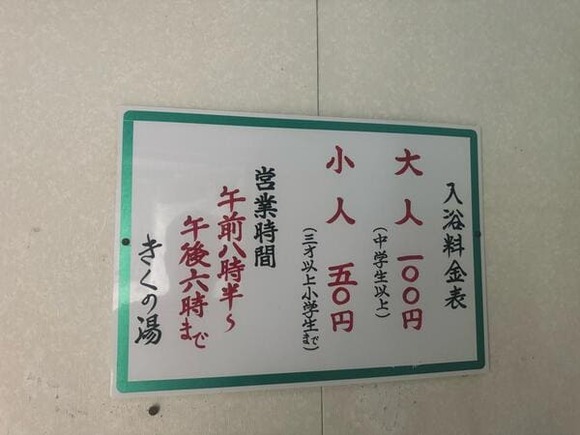 入浴料金表
大人 一〇〇円
(中学生以上)
小人 五〇円
(三才以上小学生まで)
営業時間
午前八時半～
午後六時まで
きくの湯